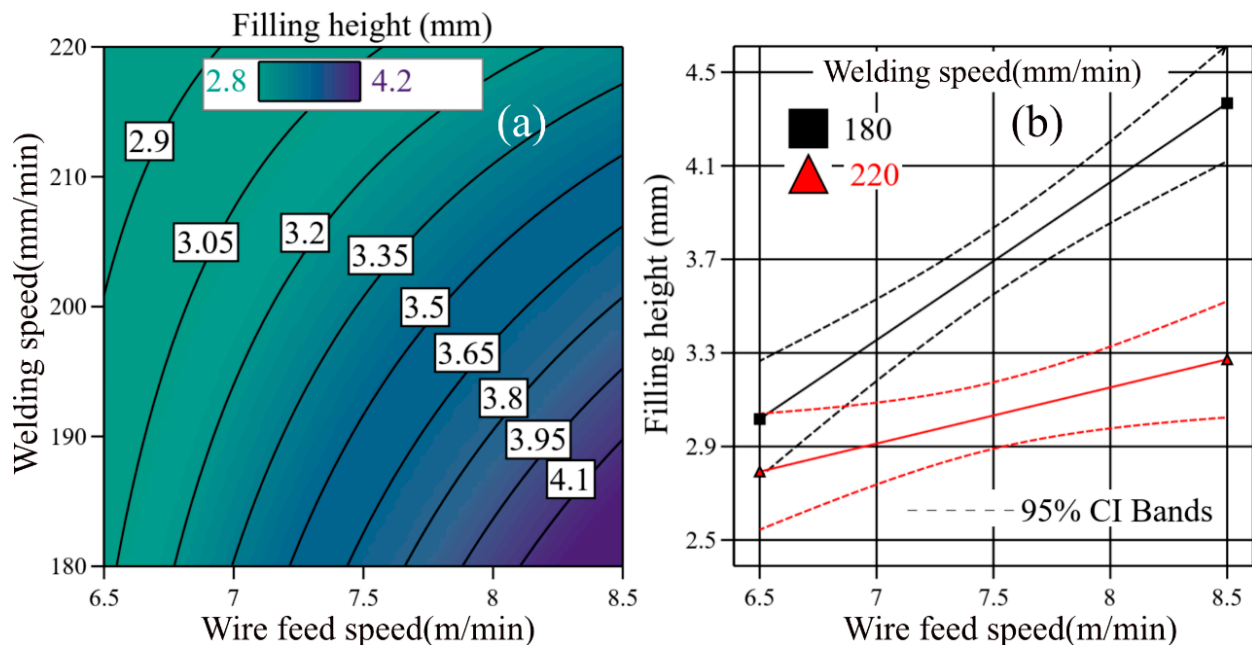 Filling height (mm)
2.8 4.2
(a)
220
210
200
190
180
Welding speed(mm/min)
2.9
3.05
3.2
3.35
3.5
3.65
3.8
3.95
4.1
6.5 7 7.5 8 8.5
Wire feed speed(m/min)
Welding speed(mm/min)
180
220
(b)
4.5
4.1
3.7
3.3
2.9
2.5
Filling height (mm)
95% CI Bands
6.5 7 7.5 8 8.5
Wire feed speed(m/min)